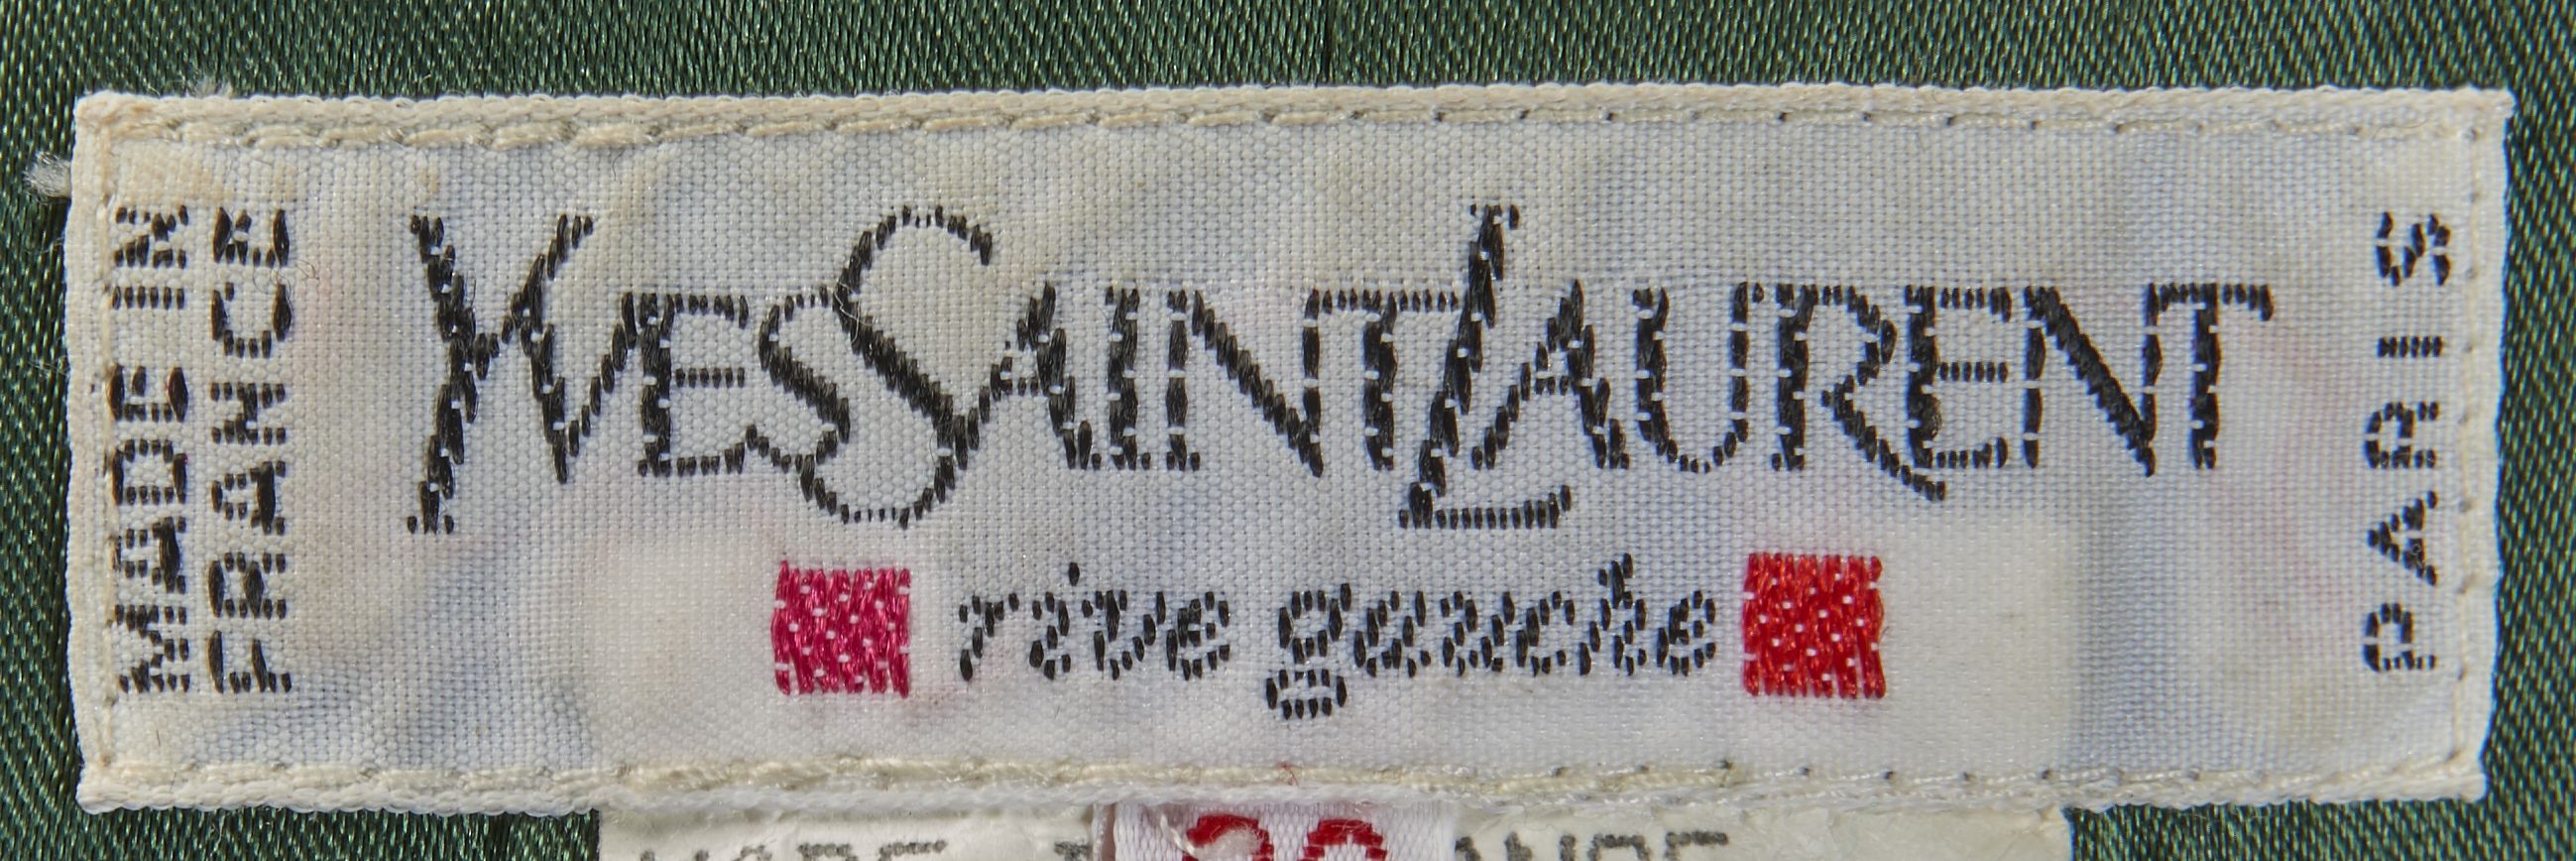 MADE IN
FRANCE
YVESSAINTLAURENT
rive gauche
PARIS